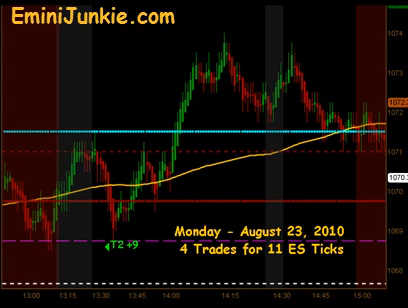 EminiJunkie.com
1074
1073
1072.
1071
1070.
1070
1069
1068
T2 +9
Monday - August 23, 2010
4 Trades for 11 ES Ticks
13:00 13:15 13:30 13:45 14:00 14:15 14:30 14:45 15:00